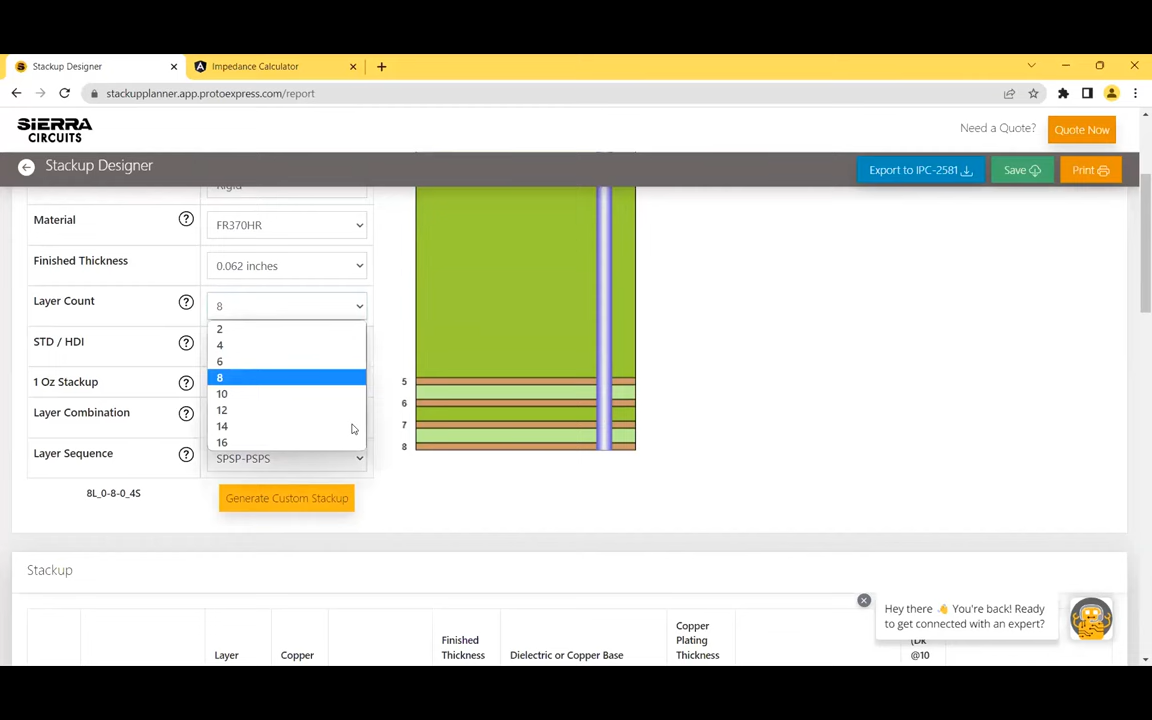 Stackup Designer
Impedance Calculator
stackupplanner.app.protoexpress.com/report
SiERRA
CIRCUITS
Need a Quote?
Quote Now
Stackup Designer
Export to IPC-2581
Save
Print
Rigid
Material
?
FR370HR
Finished Thickness
0.062 inches
Layer Count
?
8
2
4
6
8
10
12
14
16
STD / HDI
?
1 Oz Stackup
?
Layer Combination
?
Layer Sequence
?
SPSP-PSPS
8L_0-8-0_4S
Generate Custom Stackup
5
6
7
8
Stackup
Layer
Copper
Finished
Thickness
Dielectric or Copper Base
Copper
Plating
Thickness
(Dk
@10
Hey there 👋 You're back! Ready
to get connected with an expert?